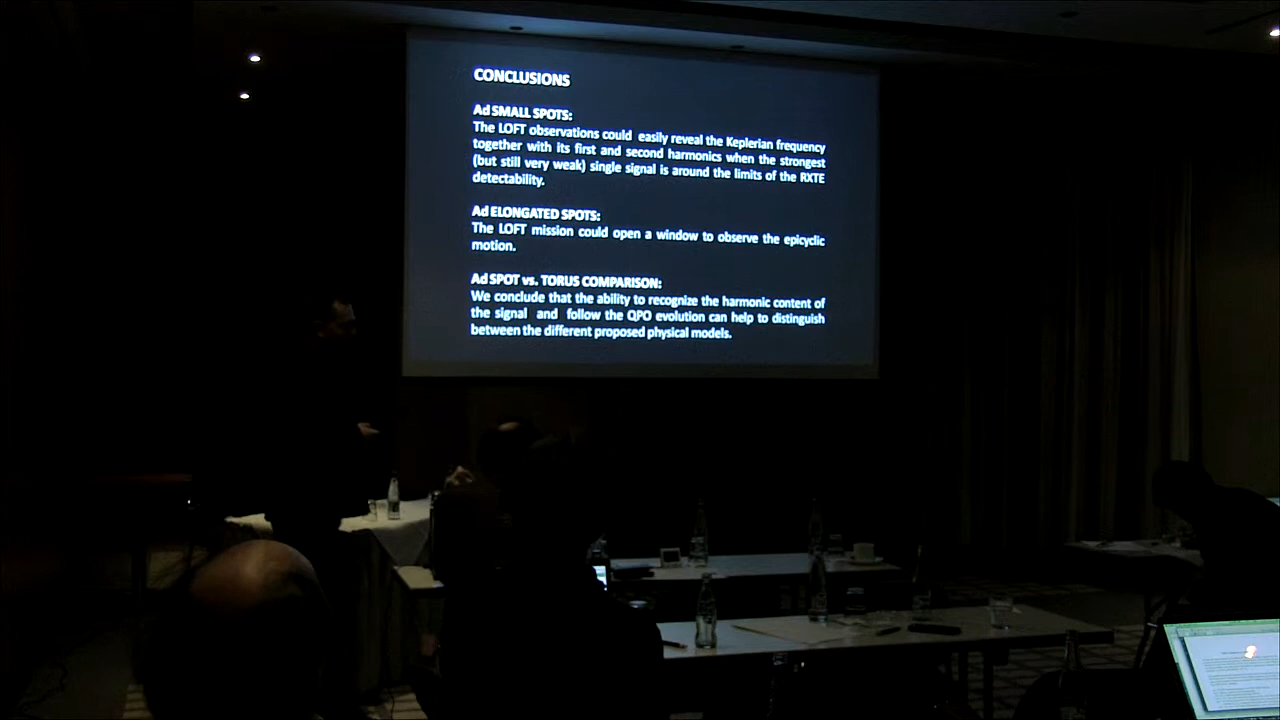 CONCLUSIONS
Ad SMALL SPOTS:
The LOFT observations could easily reveal the Keplerian frequency
together with its first and second harmonics when the strongest
(but still very weak) single signal is around the limits of the RXTE
detectability.
Ad ELONGATED SPOTS:
The LOFT mission could open a window to observe the epicyclic
motion.
Ad SPOT vs. TORUS COMPARISON:
We conclude that the ability to recognize the harmonic content of
the signal and follow the QPO evolution can help to distinguish
between the different proposed physical models.